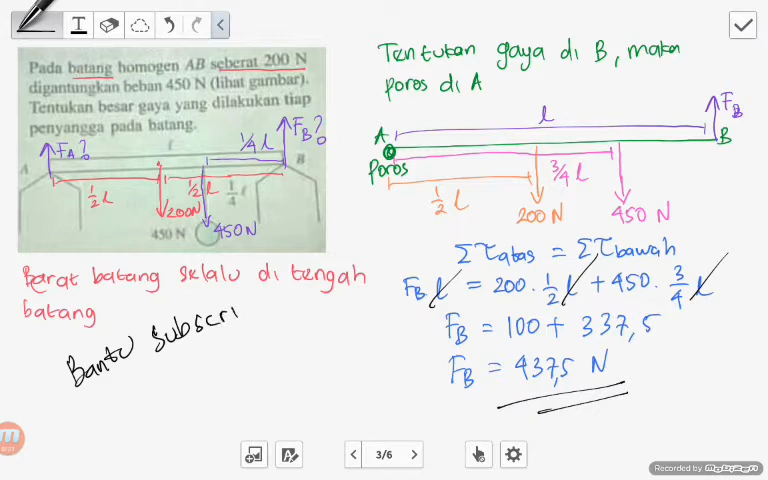 T
Pada batang homogen AB seberat 200 N
digantungkan beban 450 N (lihat gambar).
Tentukan besar gaya yang dilakukan tiap
penyangga pada batang.
FA?
1/4 l
FB?
l
A
B
1/2 l
1/2 l
1/4 l
200N
450 N
450N
Barat batang selalu di tengah
batang
Bantu Subscri
Tentukan gaya di B, maka
poros di A
FB
l
A
B
Poros
3/4 l
1/2 l
200 N
450 N
Στatas = Στbawah
FB l = 200 . 1/2 l + 450 . 3/4 l
FB = 100 + 337,5
FB = 437,5 N
3/6
Recorded by Mobizen